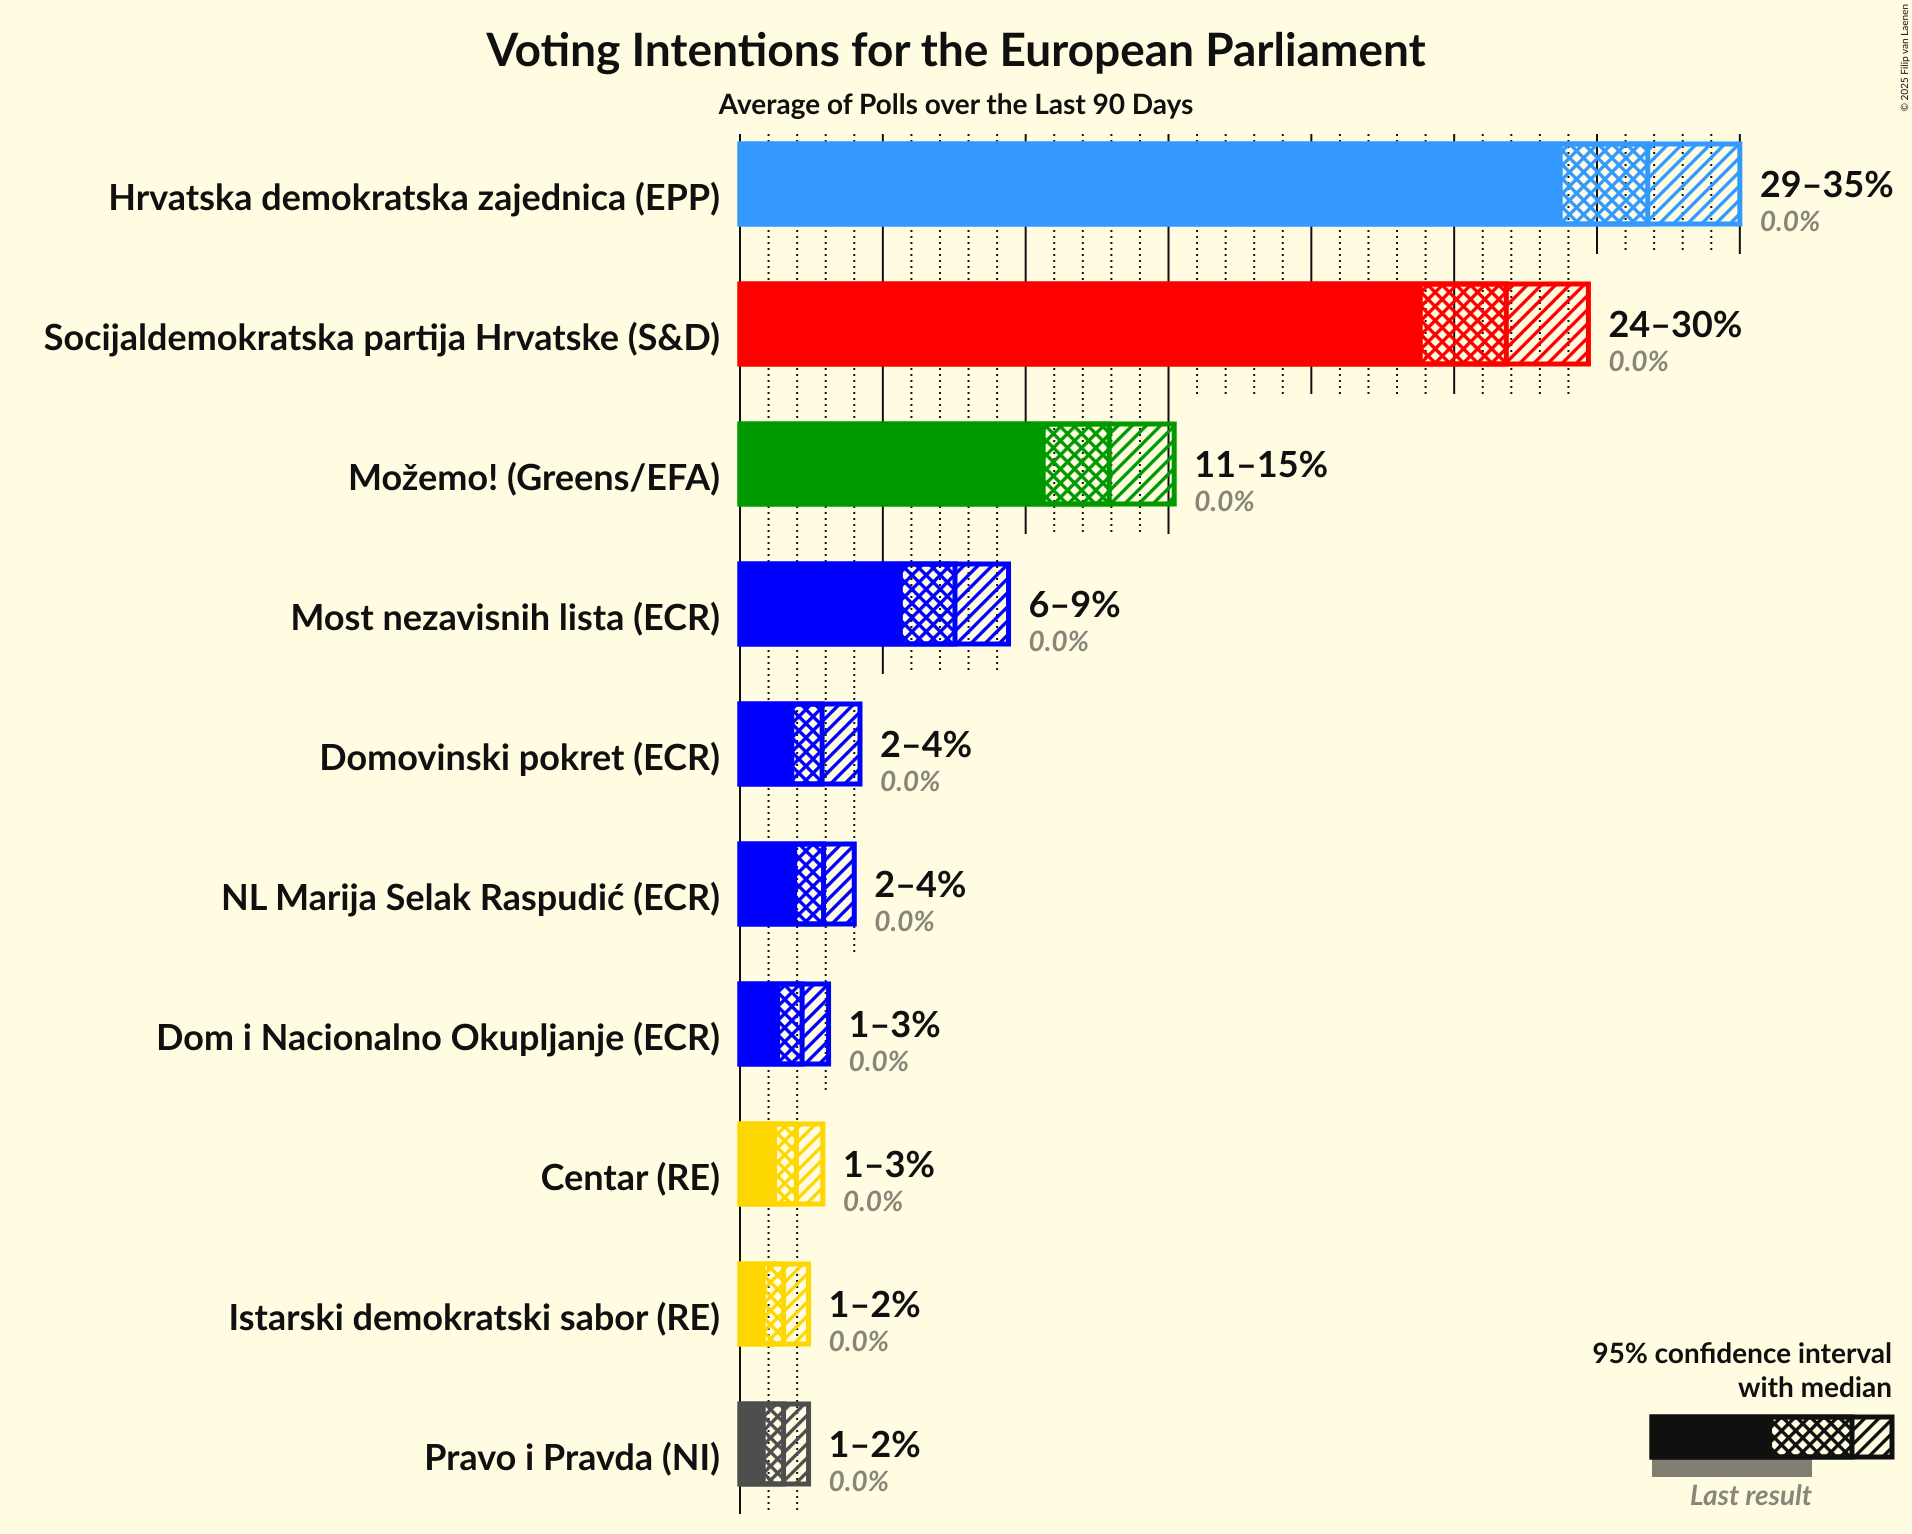 Voting Intentions for the European Parliament
Average of Polls over the Last 90 Days
© 2025 Filip van Laenen
Hrvatska demokratska zajednica (EPP)
29–35%
0.0%
Socijaldemokratska partija Hrvatske (S&D)
24–30%
0.0%
Možemo! (Greens/EFA)
11–15%
0.0%
Most nezavisnih lista (ECR)
6–9%
0.0%
Domovinski pokret (ECR)
2–4%
0.0%
NL Marija Selak Raspudić (ECR)
2–4%
0.0%
Dom i Nacionalno Okupljanje (ECR)
1–3%
0.0%
Centar (RE)
1–3%
0.0%
Istarski demokratski sabor (RE)
1–2%
0.0%
Pravo i Pravda (NI)
1–2%
0.0%
95% confidence interval
with median
Last result